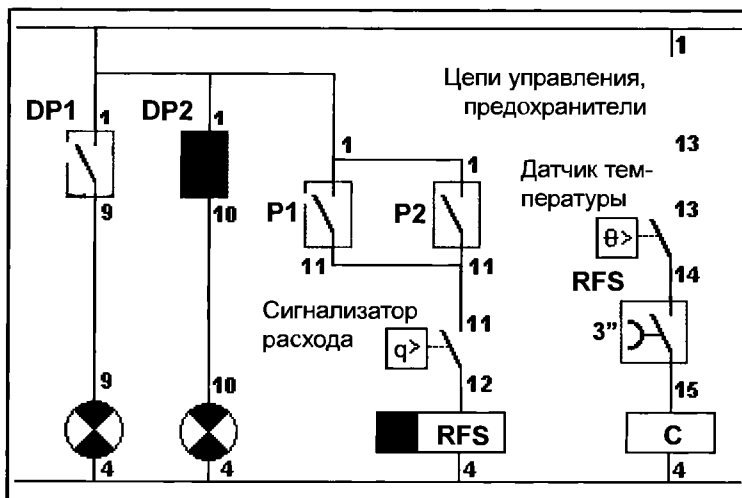 1
Цепи управления,
предохранители
DP1 1 DP2 1
1 1 13
Датчик тем-
пературы
P1 P2 13
θ>
9 10
11 11 14
RFS
Сигнализатор
расхода
11
q>
3”
12
9 10 15
RFS C
4 4 4 4